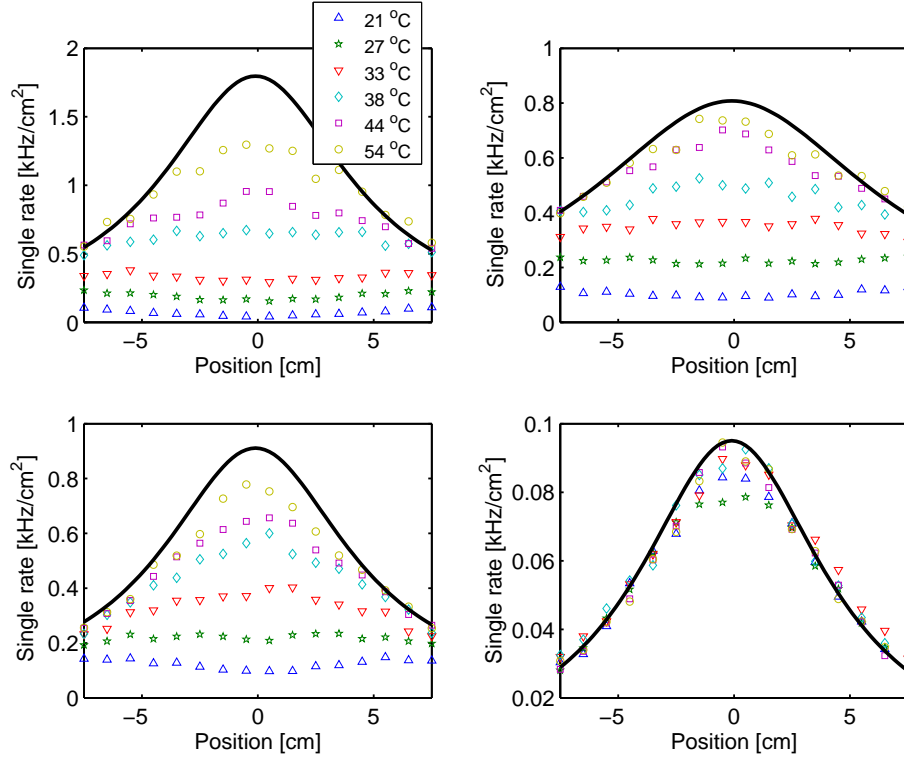 21 °C
27 °C
33 °C
38 °C
44 °C
54 °C
2
1.5
1
0.5
0
Single rate [kHz/cm²]
−5 0 5
Position [cm]
1
0.8
0.6
0.4
0.2
0
Single rate [kHz/cm²]
−5 0 5
Position [cm]
1
0.8
0.6
0.4
0.2
0
Single rate [kHz/cm²]
−5 0 5
Position [cm]
0.1
0.08
0.06
0.04
0.02
Single rate [kHz/cm²]
−5 0 5
Position [cm]